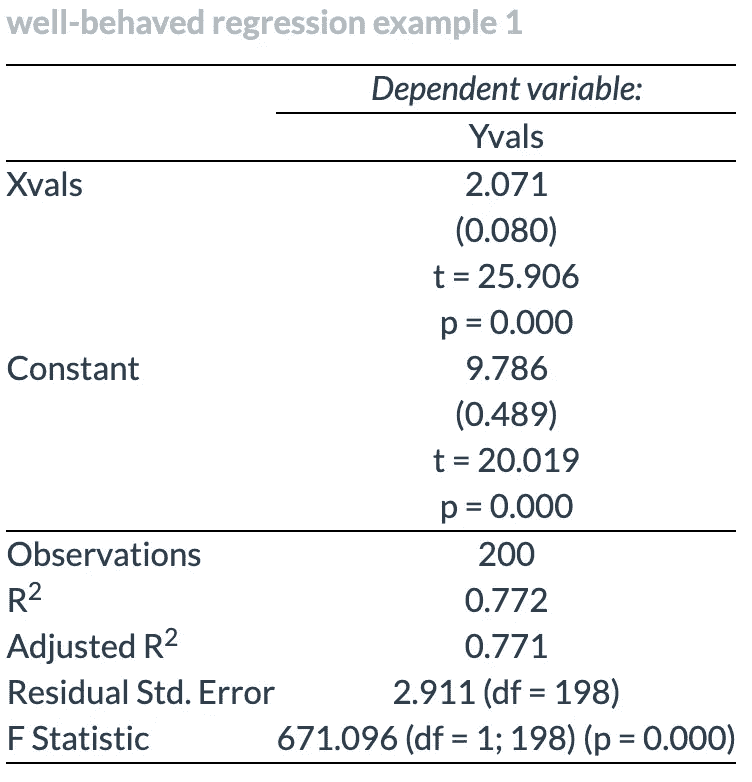 well-behaved regression example 1
Dependent variable:
Yvals
Xvals 2.071
(0.080)
t = 25.906
p = 0.000
Constant 9.786
(0.489)
t = 20.019
p = 0.000
Observations 200
R² 0.772
Adjusted R² 0.771
Residual Std. Error 2.911 (df = 198)
F Statistic 671.096 (df = 1; 198) (p = 0.000)